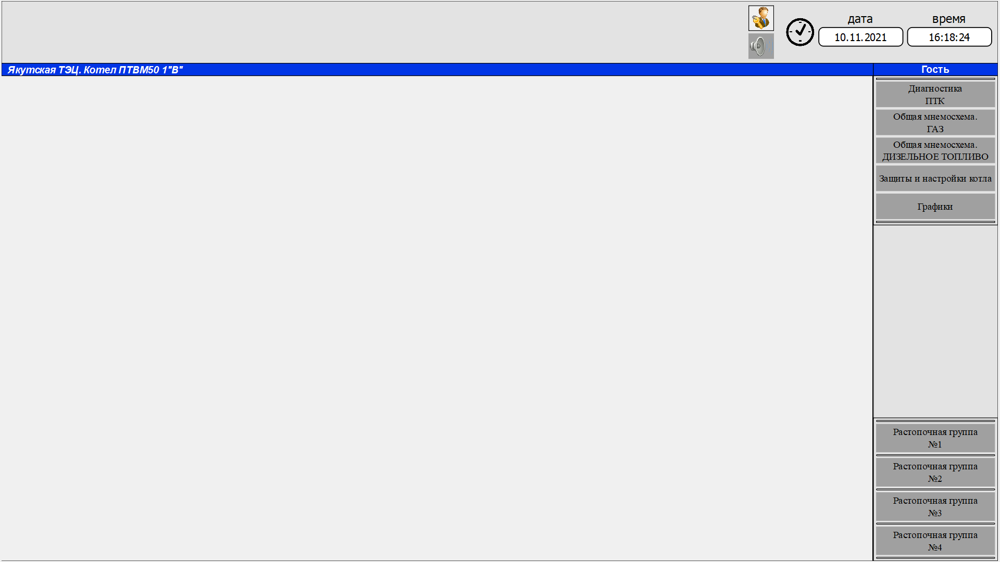 дата
время
10.11.2021
16:18:24
Якутская ТЭЦ. Котел ПТВМ50 1"В"
Гость
Диагностика
ПТК
Общая мнемосхема.
ГАЗ
Общая мнемосхема.
ДИЗЕЛЬНОЕ ТОПЛИВО
Защиты и настройки котла
Графики
Растопочная группа
№1
Растопочная группа
№2
Растопочная группа
№3
Растопочная группа
№4